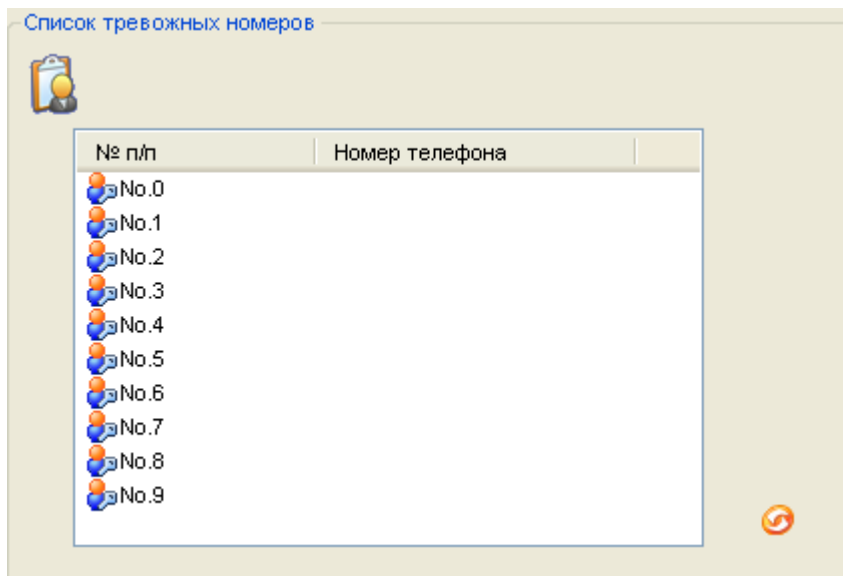 Список тревожных номеров
№ п/п Номер телефона
No.0
No.1
No.2
No.3
No.4
No.5
No.6
No.7
No.8
No.9